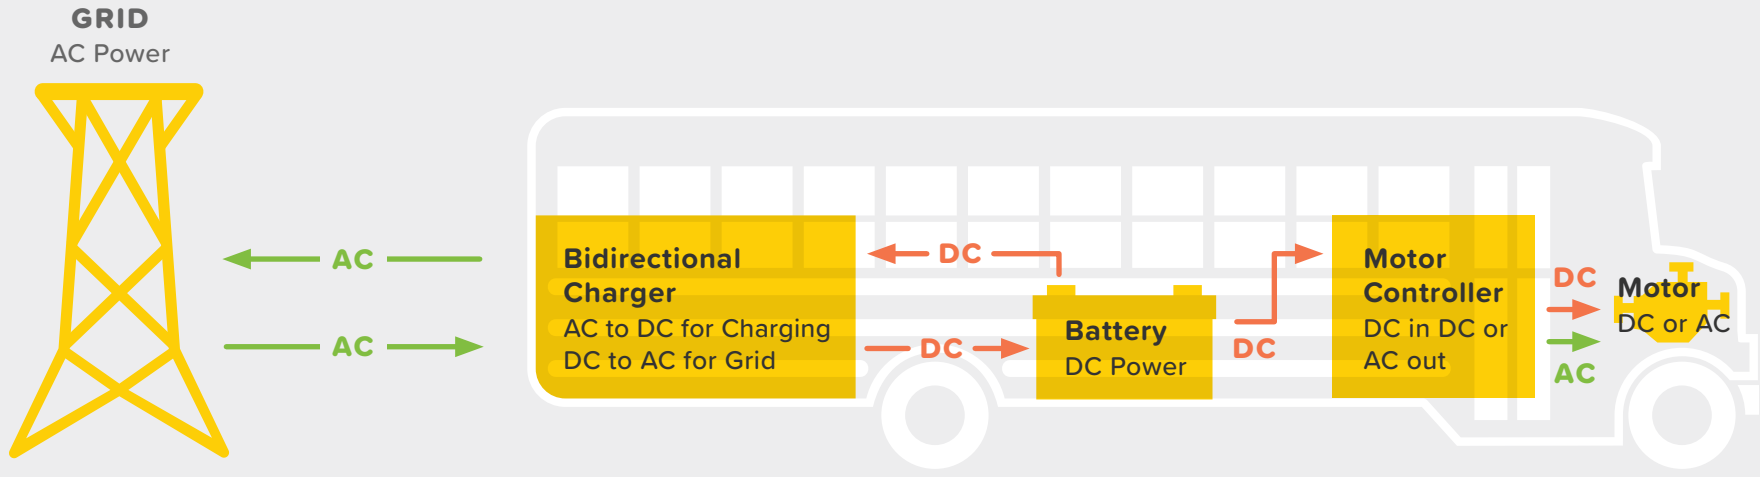 GRID
AC Power
AC
AC
Bidirectional
Charger
AC to DC for Charging
DC to AC for Grid
DC
DC
Battery
DC Power
DC
Motor
Controller
DC in DC or
AC out
DC
AC
Motor
DC or AC